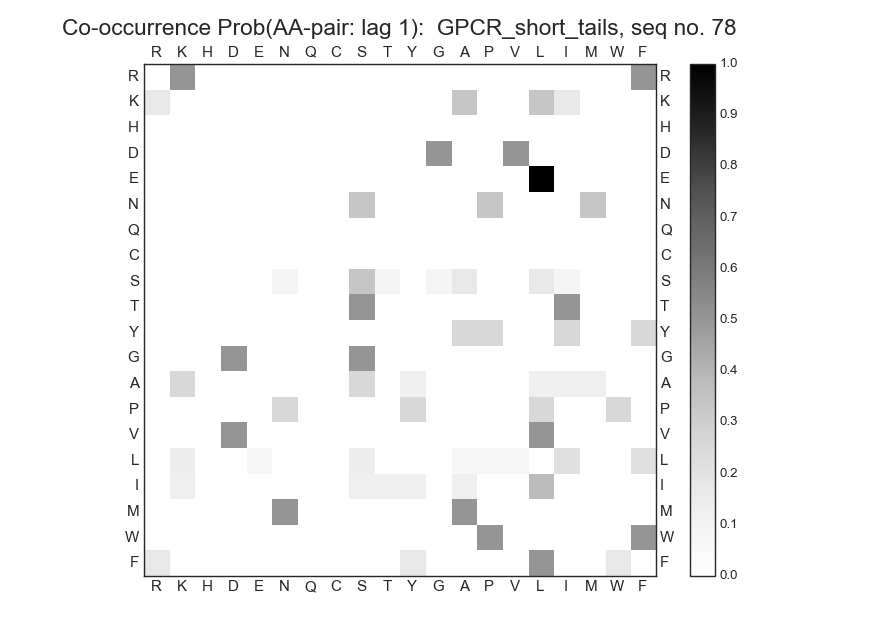 Co-occurrence Prob(AA-pair: lag 1):  GPCR_short_tails, seq no. 78
R K H D E N Q C S T Y G A P V L I M W F
R R 1.0
K K 0.9
H H
D D 0.8
E E
N N 0.7
Q Q 0.6
C C
S S 0.5
T T
Y Y
G G 0.4
A A
P P 0.3
V V
L L 0.2
I I
M M 0.1
W W
F F 0.0
R K H D E N Q C S T Y G A P V L I M W F